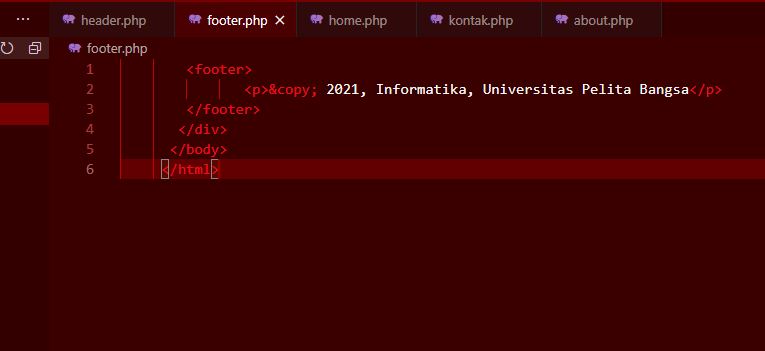 header.php footer.php home.php kontak.php about.php
footer.php
1 <footer>
2 <p>&copy; 2021, Informatika, Universitas Pelita Bangsa</p>
3 </footer>
4 </div>
5 </body>
6 </html>